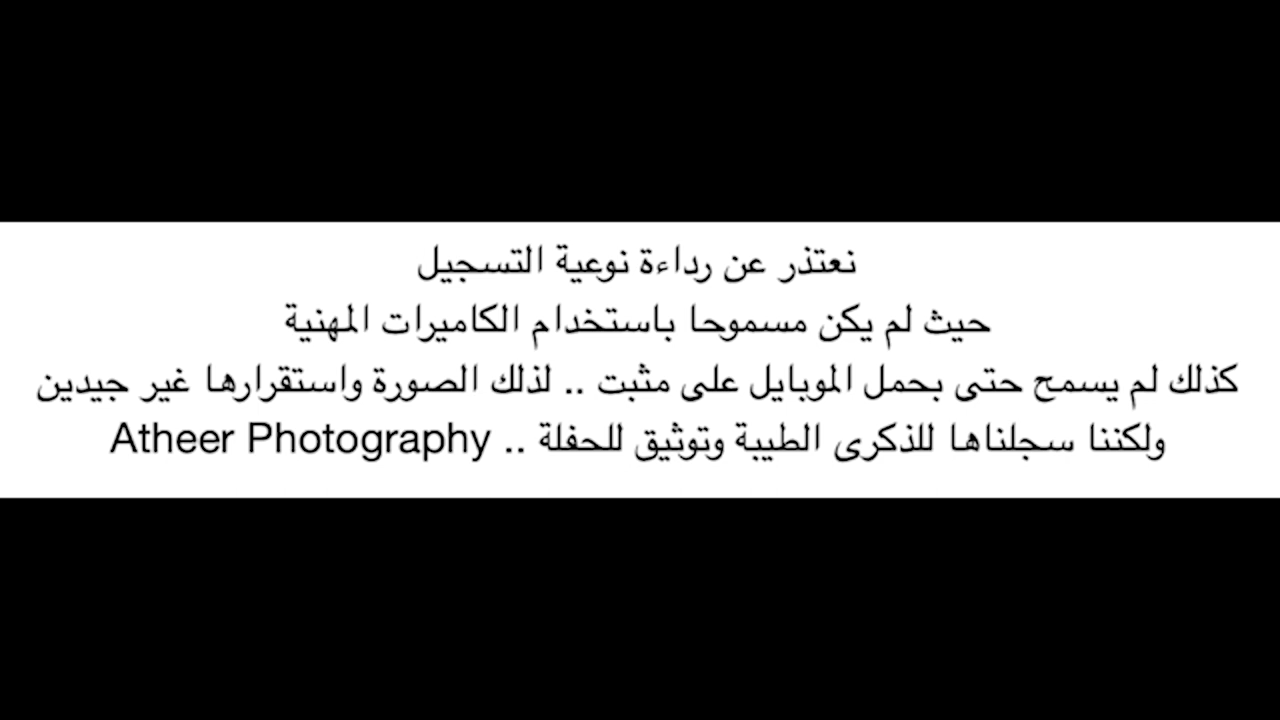 نعتذر عن رداءة نوعية التسجيل
حيث لم يكن مسموحا باستخدام الكاميرات المهنية
كذلك لم يسمح حتى بحمل الموبايل على مثبت .. لذلك الصورة واستقرارها غير جيدين
ولكننا سجلناها للذكرى الطيبة وتوثيق للحفلة .. Atheer Photography